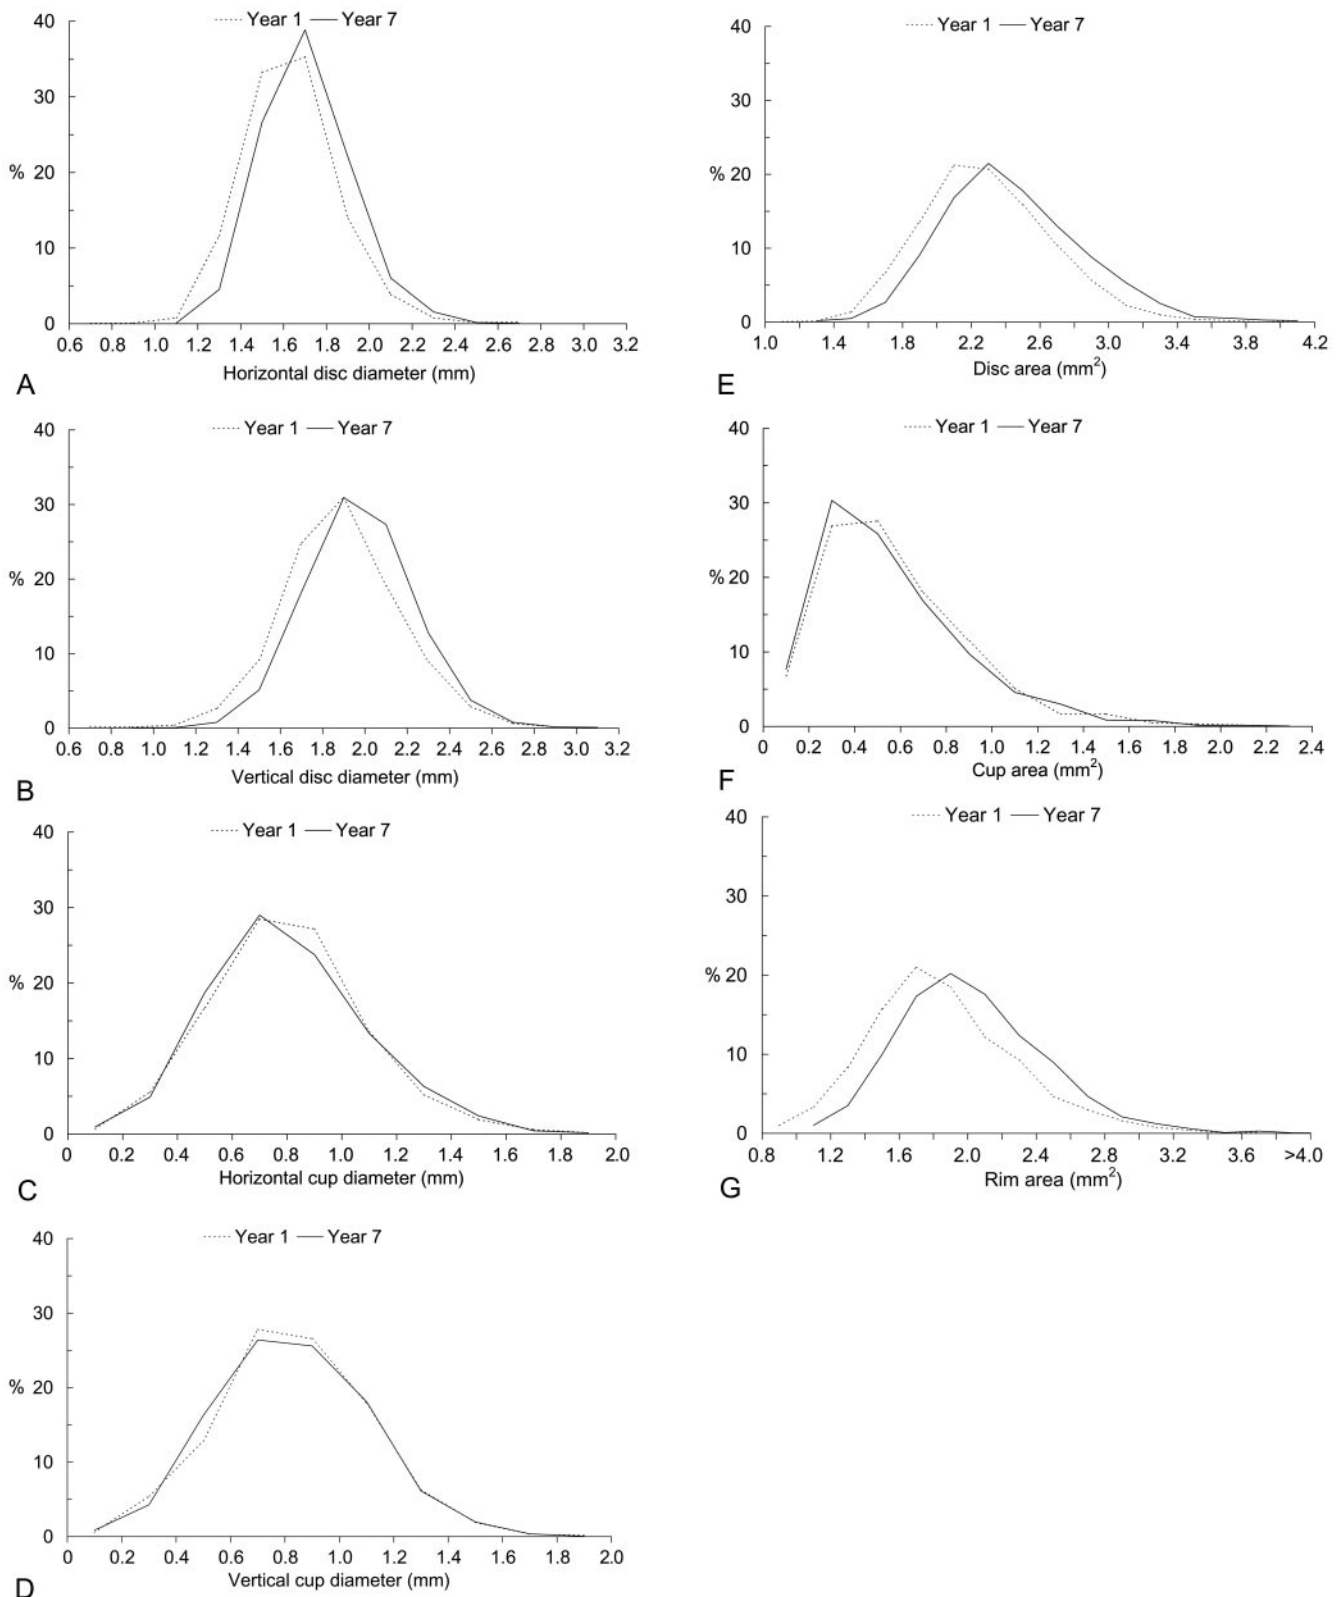 Year 1 Year 7
40
30
% 20
10
0
0.6 0.8 1.0 1.2 1.4 1.6 1.8 2.0 2.2 2.4 2.6 2.8 3.0 3.2
Horizontal disc diameter (mm)
A
Year 1 Year 7
40
30
% 20
10
0
0.6 0.8 1.0 1.2 1.4 1.6 1.8 2.0 2.2 2.4 2.6 2.8 3.0 3.2
Vertical disc diameter (mm)
B
Year 1 Year 7
40
30
% 20
10
0
0 0.2 0.4 0.6 0.8 1.0 1.2 1.4 1.6 1.8 2.0
Horizontal cup diameter (mm)
C
Year 1 Year 7
40
30
% 20
10
0
0 0.2 0.4 0.6 0.8 1.0 1.2 1.4 1.6 1.8 2.0
Vertical cup diameter (mm)
D
Year 1 Year 7
40
30
% 20
10
0
1.0 1.4 1.8 2.2 2.6 3.0 3.4 3.8 4.2
Disc area (mm²)
E
Year 1 Year 7
40
30
% 20
10
0
0 0.2 0.4 0.6 0.8 1.0 1.2 1.4 1.6 1.8 2.0 2.2 2.4
Cup area (mm²)
F
Year 1 Year 7
40
30
% 20
10
0
0.8 1.2 1.6 2.0 2.4 2.8 3.2 3.6 >4.0
Rim area (mm²)
G